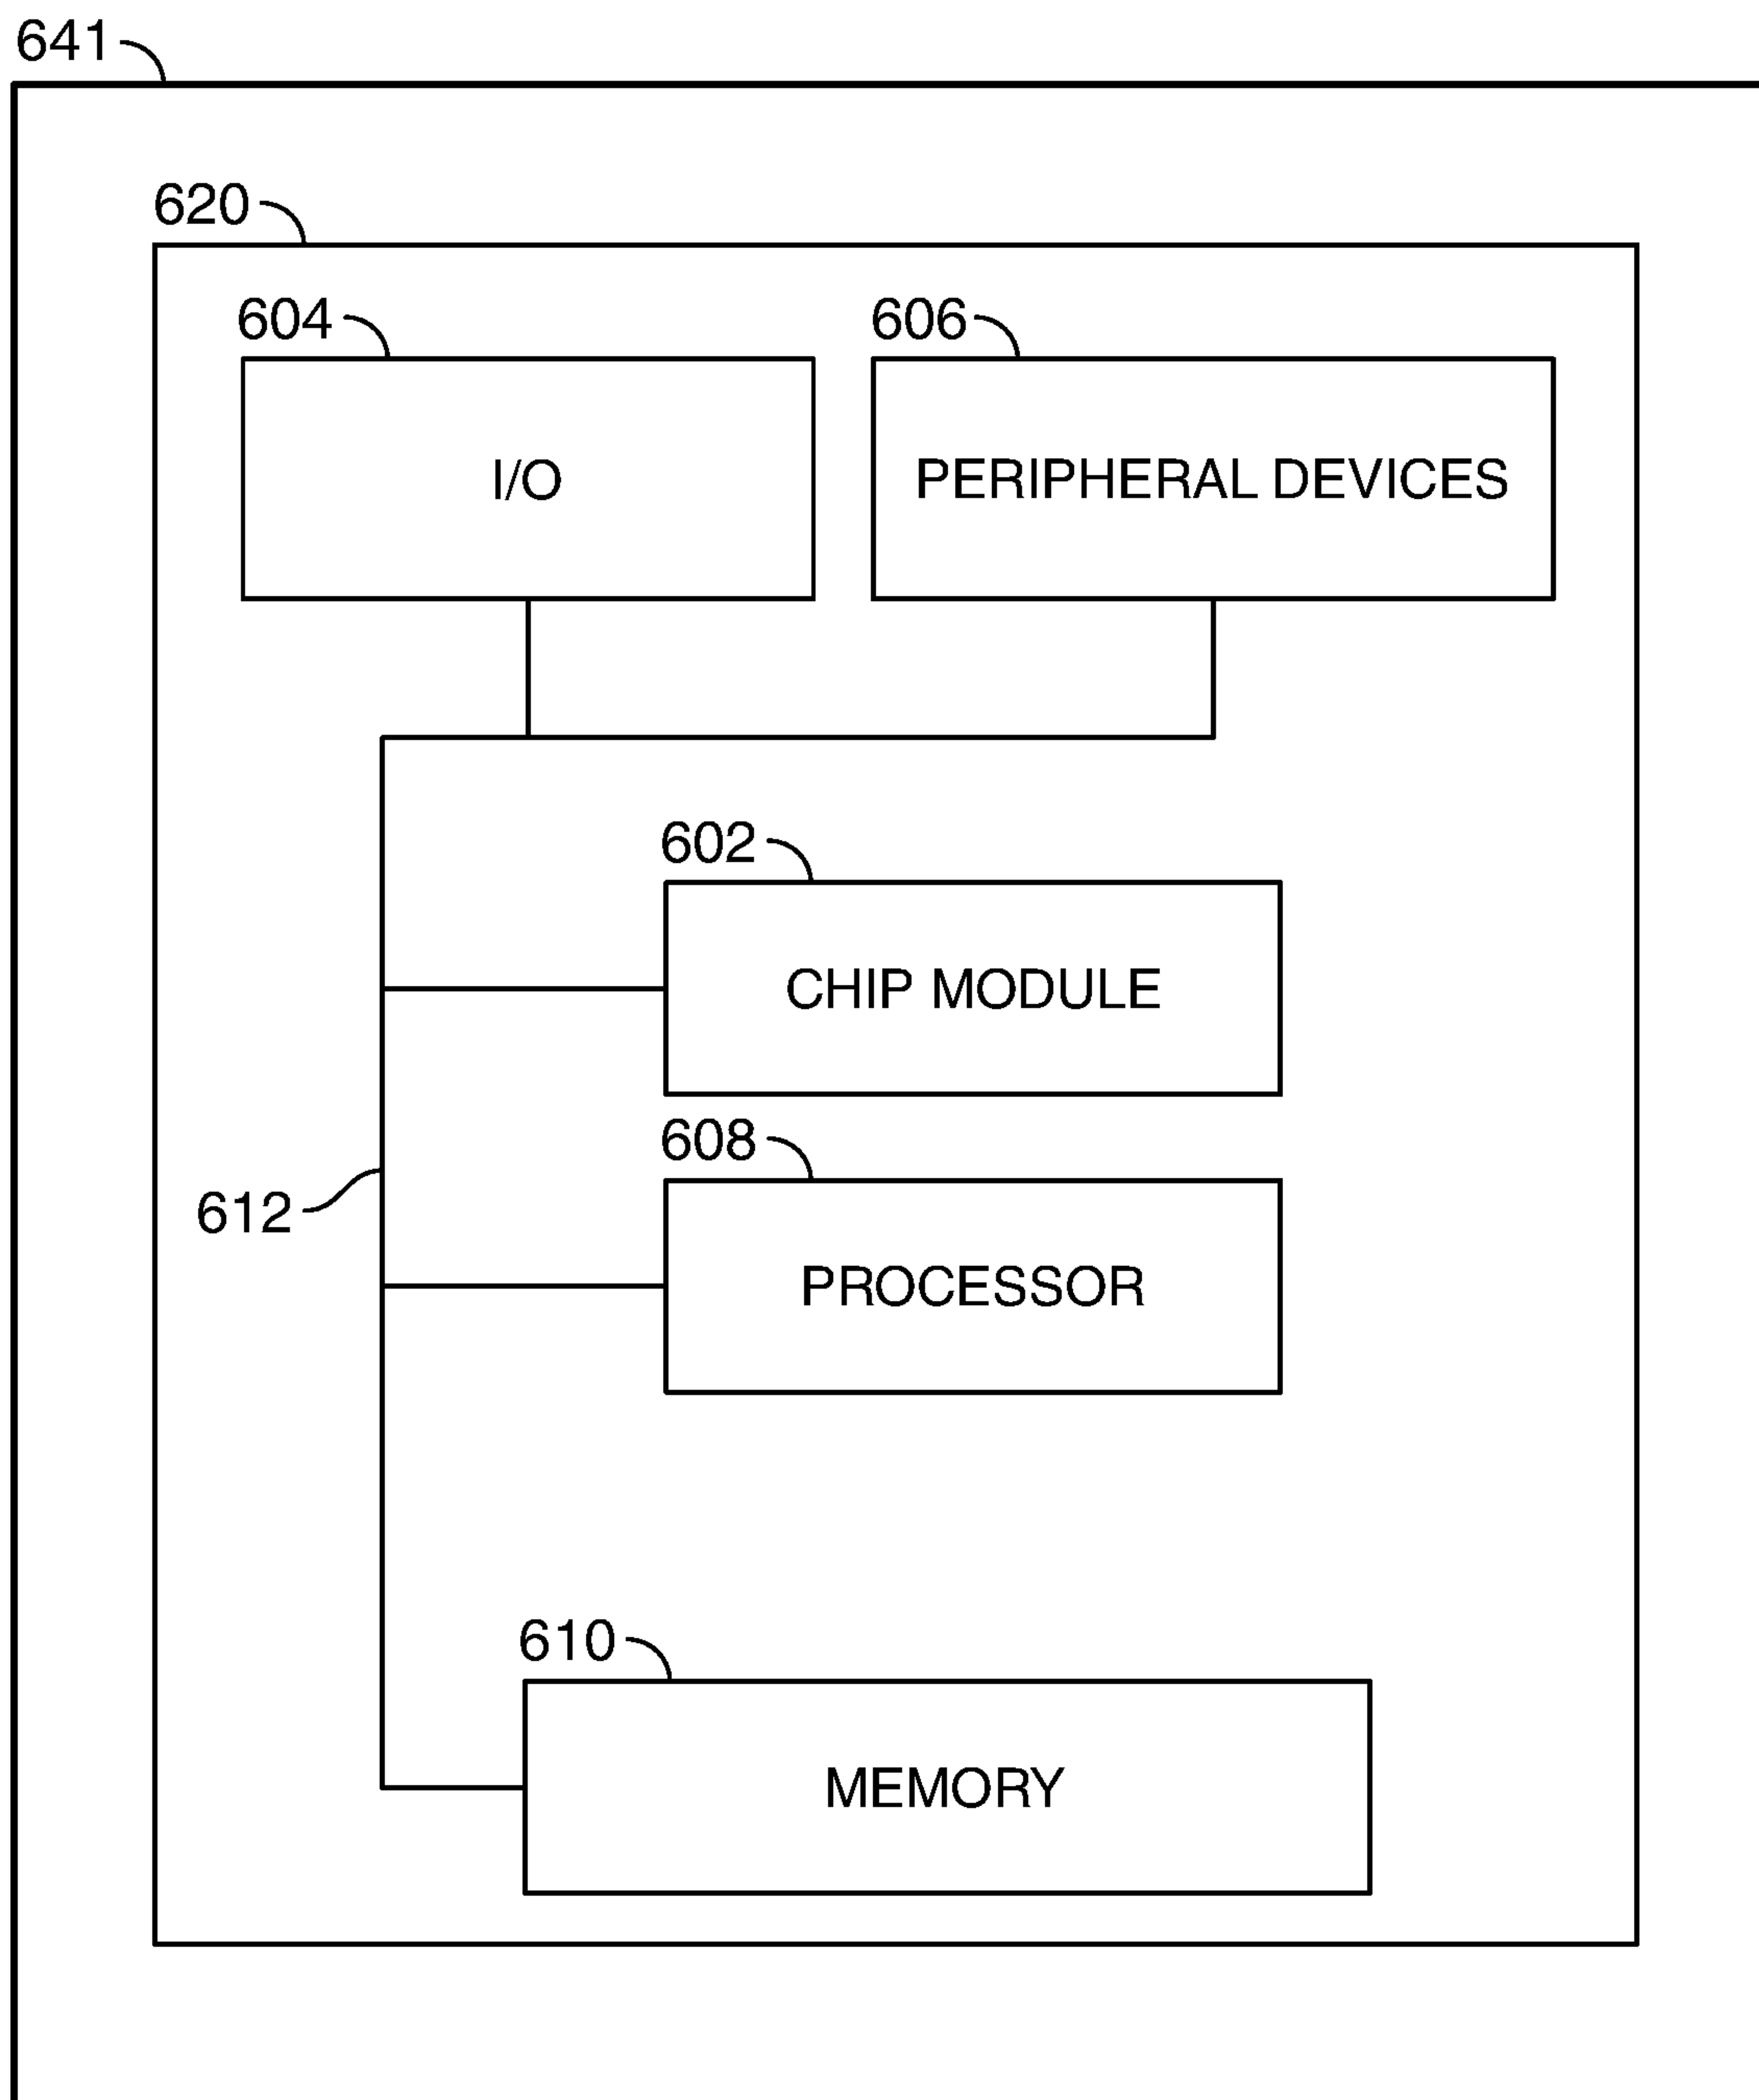 641
620
604
606
I/O
PERIPHERAL DEVICES
602
CHIP MODULE
608
612
PROCESSOR
610
MEMORY